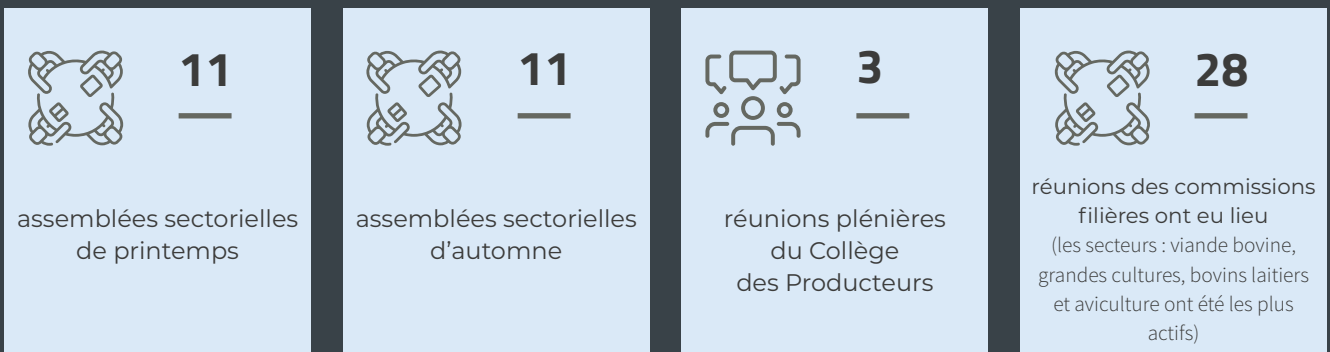 11
assemblées sectorielles
de printemps
11
assemblées sectorielles
d’automne
3
réunions plénières
du Collège
des Producteurs
28
réunions des commissions
filières ont eu lieu
(les secteurs : viande bovine,
grandes cultures, bovins laitiers
et aviculture ont été les plus
actifs)